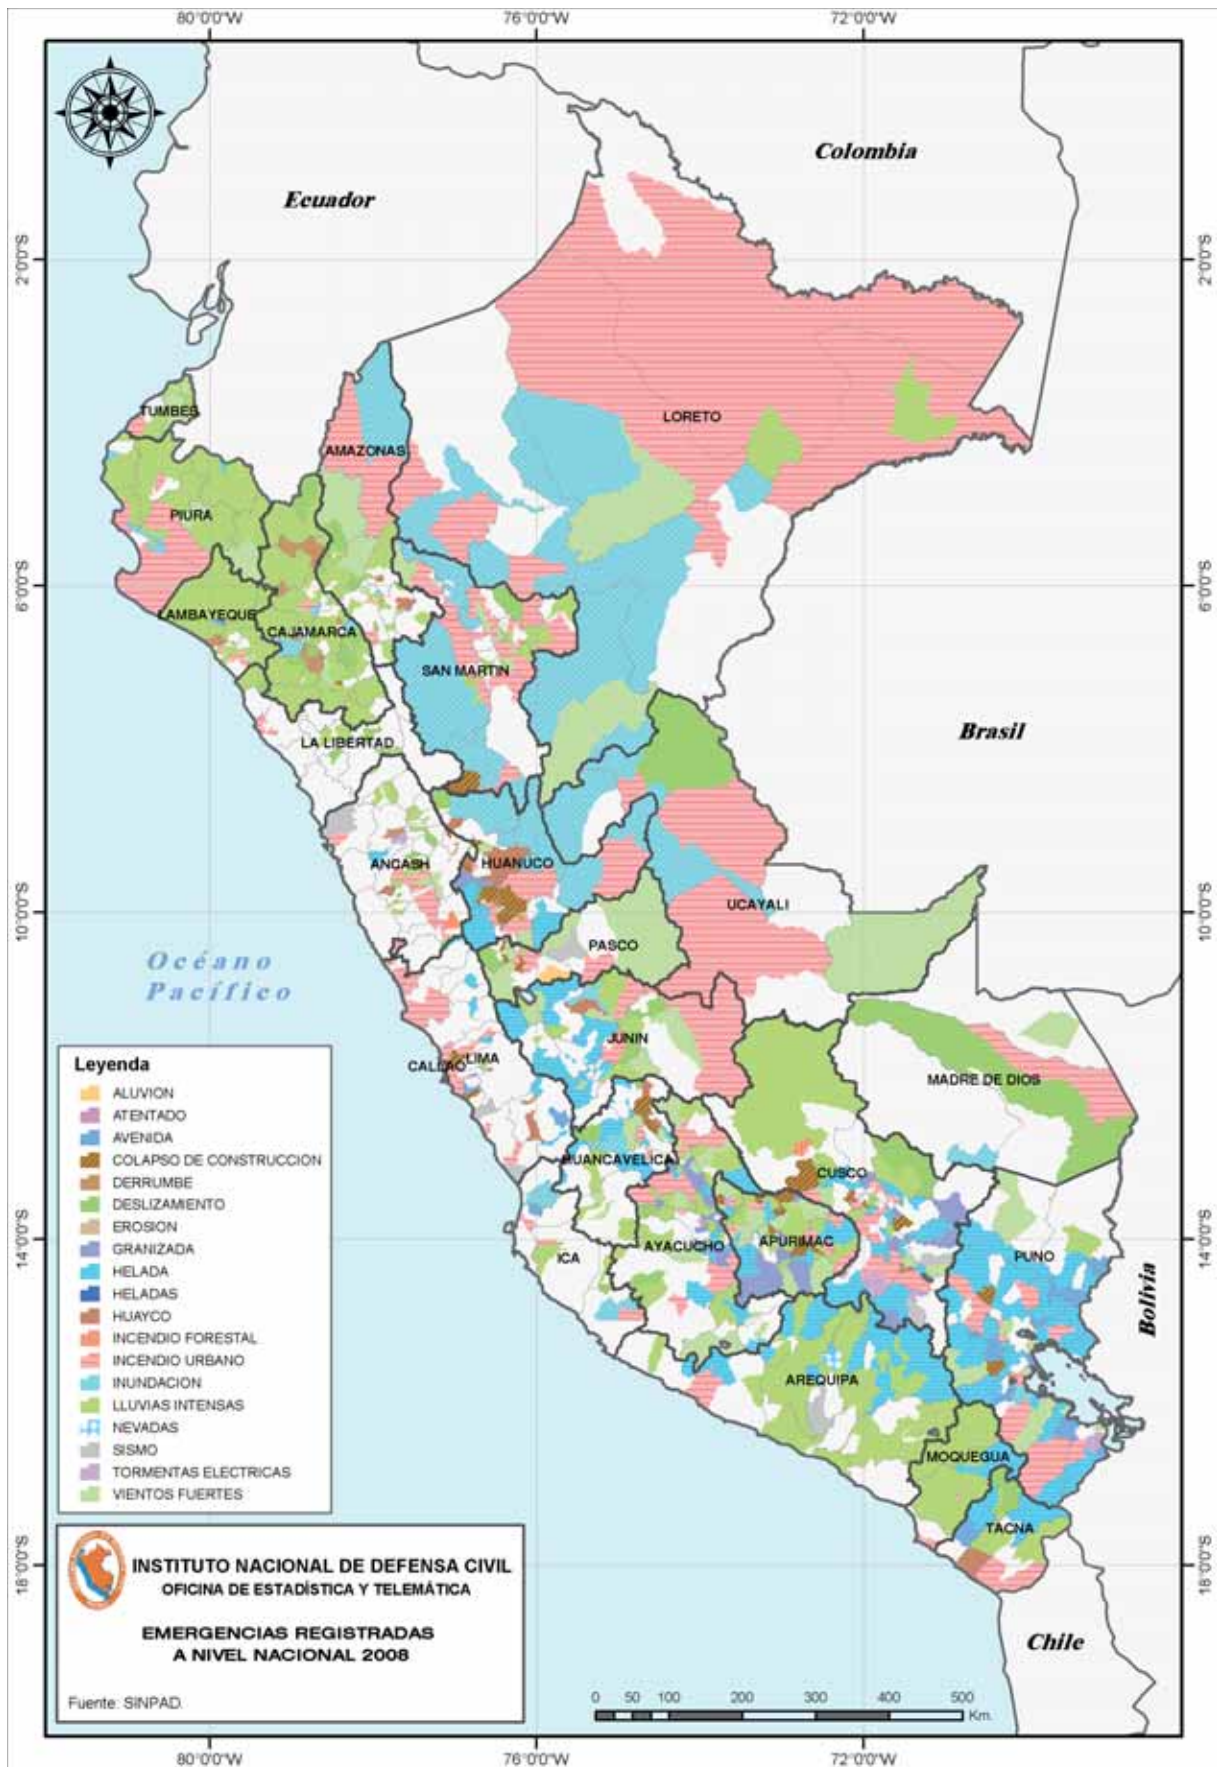 80°0'0"W 76°0'0"W 72°0'0"W
Colombia
Ecuador
2°0'0"S 2°0'0"S
TUMBES
LORETO
AMAZONAS
PIURA
6°0'0"S 6°0'0"S
LAMBAYEQUE
CAJAMARCA
SAN MARTIN
Brasil
LA LIBERTAD
ANCASH
HUANUCO
UCAYALI
10°0'0"S 10°0'0"S
PASCO
Océano
Pacífico
JUNIN
CALLAO
LIMA
MADRE DE DIOS
HUANCAVELICA
CUSCO
14°0'0"S 14°0'0"S
ICA
AYACUCHO
APURIMAC
PUNO
Bolivia
AREQUIPA
MOQUEGUA
TACNA
18°0'0"S 18°0'0"S
Chile
Leyenda
ALUVION
ATENTADO
AVENIDA
COLAPSO DE CONSTRUCCION
DERRUMBE
DESLIZAMIENTO
EROSION
GRANIZADA
HELADA
HELADAS
HUAYCO
INCENDIO FORESTAL
INCENDIO URBANO
INUNDACION
LLUVIAS INTENSAS
NEVADAS
SISMO
TORMENTAS ELECTRICAS
VIENTOS FUERTES
INSTITUTO NACIONAL DE DEFENSA CIVIL
OFICINA DE ESTADÍSTICA Y TELEMÁTICA
EMERGENCIAS REGISTRADAS
A NIVEL NACIONAL 2008
Fuente: SINPAD.
0 50 100 200 300 400 500
Km.
80°0'0"W 76°0'0"W 72°0'0"W